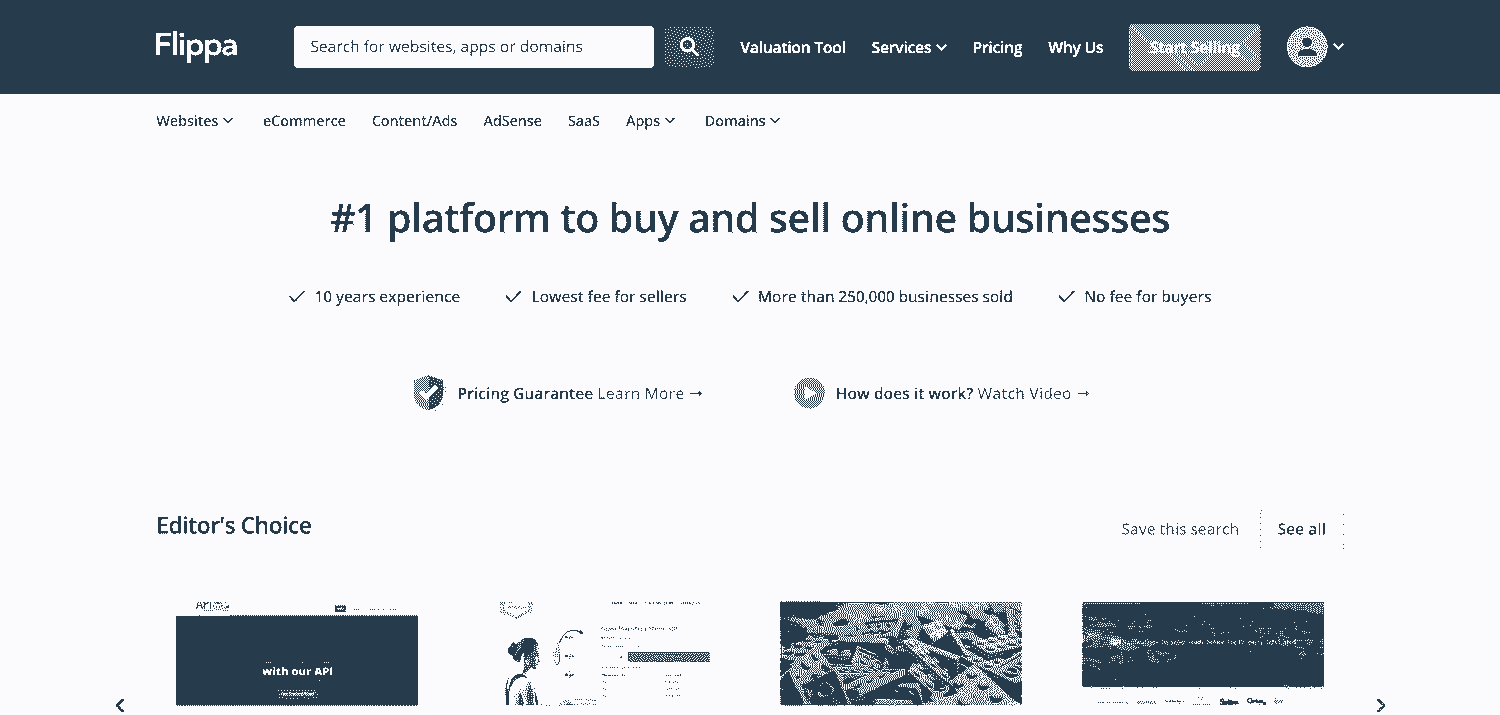 Flippa
Search for websites, apps or domains
Valuation Tool Services Pricing Why Us Start Selling
Websites eCommerce Content/Ads AdSense SaaS Apps Domains
#1 platform to buy and sell online businesses
10 years experience Lowest fee for sellers More than 250,000 businesses sold No fee for buyers
Pricing Guarantee Learn More → How does it work? Watch Video →
Editor's Choice
Save this search See all
with our API